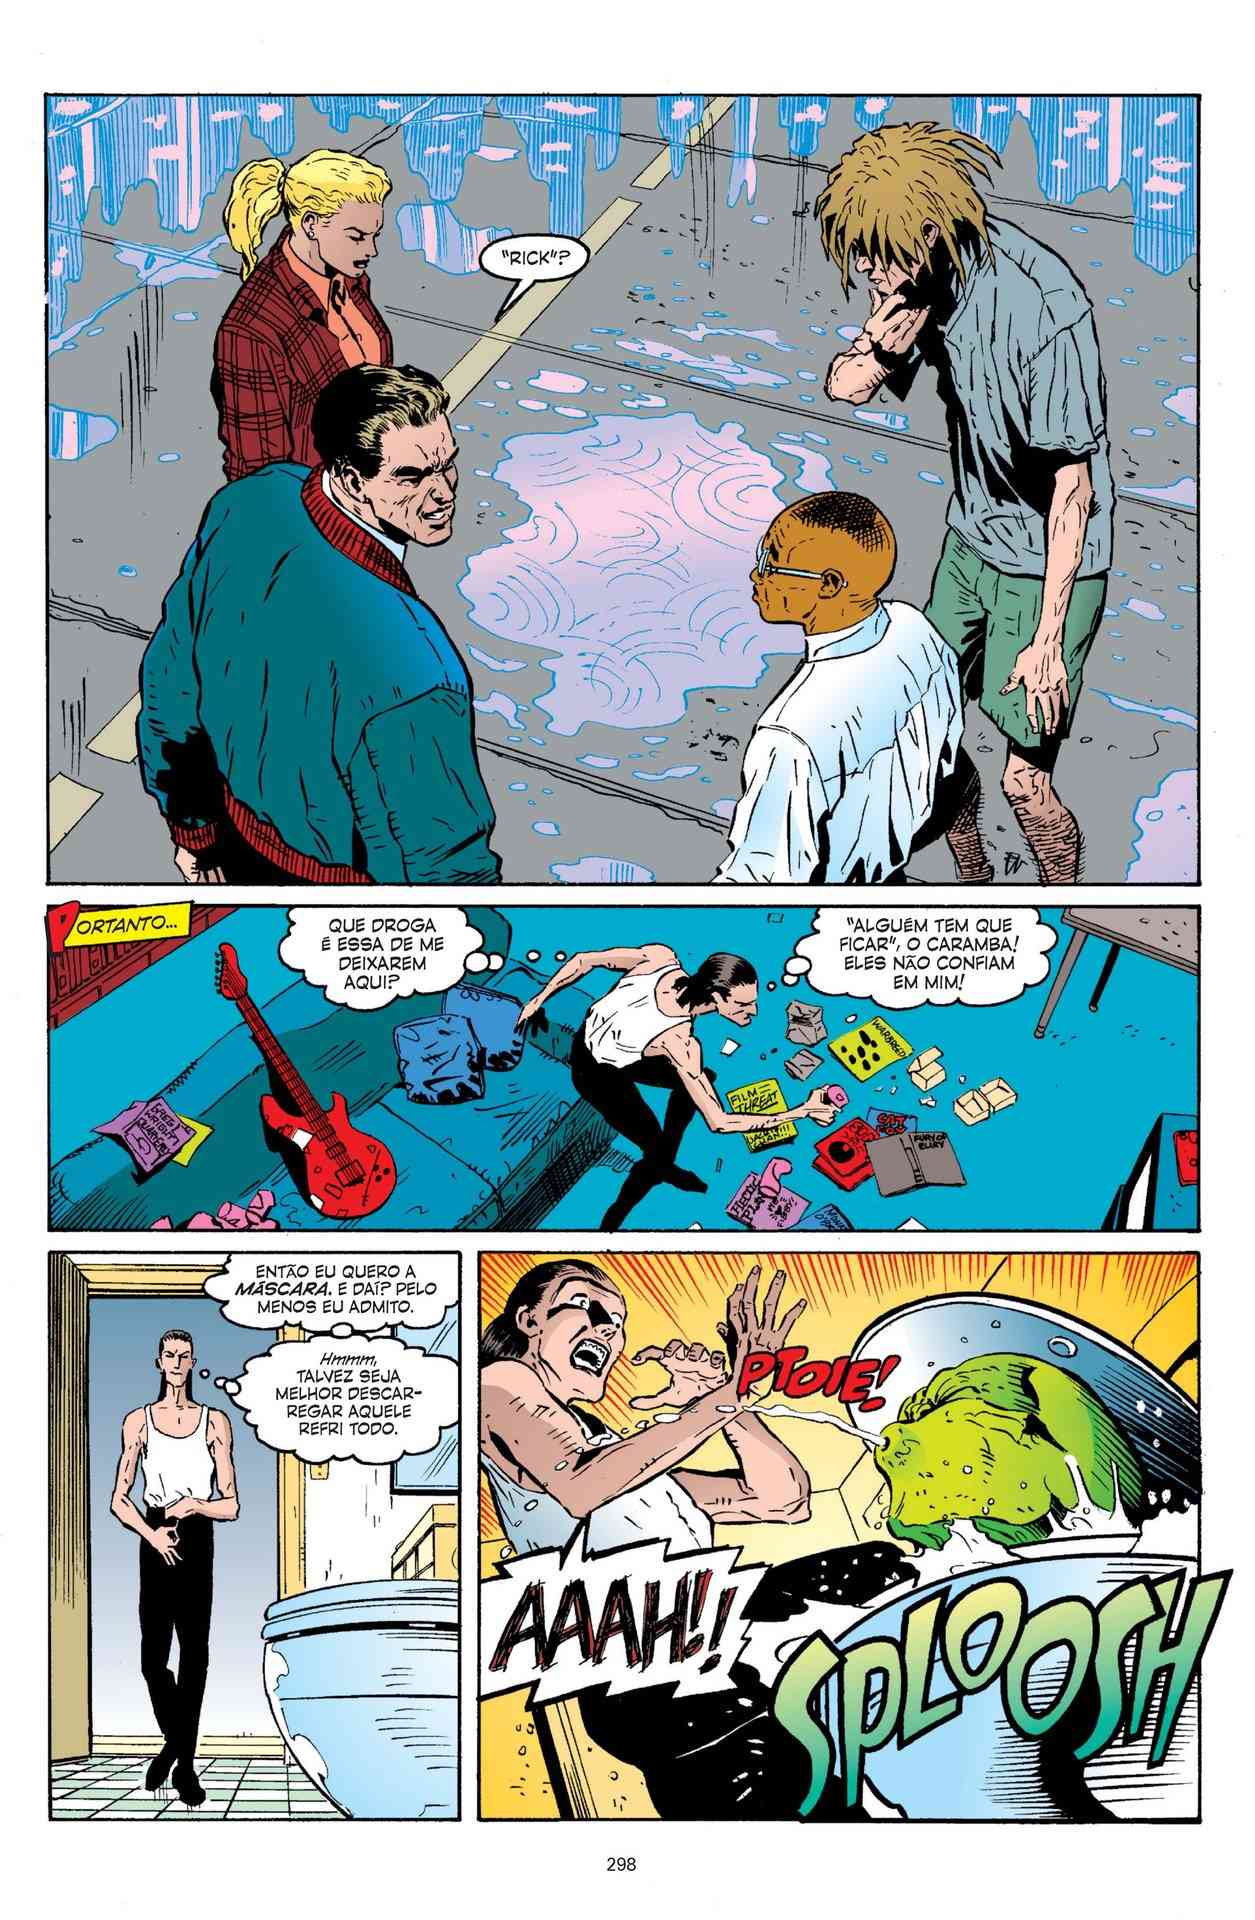 "RICK"?
PORTANTO...
QUE DROGA
É ESSA DE ME
DEIXAREM
AQUI?
"ALGUÉM TEM QUE
FICAR", O CARAMBA!
ELES NÃO CONFIAM
EM MIM!
WARBREED
FILM
THREAT
FURY OF
ENTÃO EU QUERO A
MÁSCARA. E DAÍ? PELO
MENOS EU ADMITO.
HMMM,
TALVEZ SEJA
MELHOR DESCAR-
REGAR AQUELE
REFRI TODO.
PTOIE!
AAAH!!
SPLOOSH
298